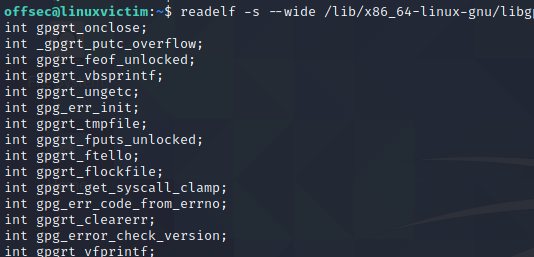 offsec@linuxvictim:~$ readelf -s --wide /lib/x86_64-linux-gnu/libgp
int gpgrt_onclose;
int _gpgrt_putc_overflow;
int gpgrt_feof_unlocked;
int gpgrt_vbsprintf;
int gpgrt_ungetc;
int gpg_err_init;
int gpgrt_tmpfile;
int gpgrt_fputs_unlocked;
int gpgrt_ftello;
int gpgrt_flockfile;
int gpgrt_get_syscall_clamp;
int gpg_err_code_from_errno;
int gpgrt_clearerr;
int gpg_error_check_version;
int gpgrt_vfprintf;